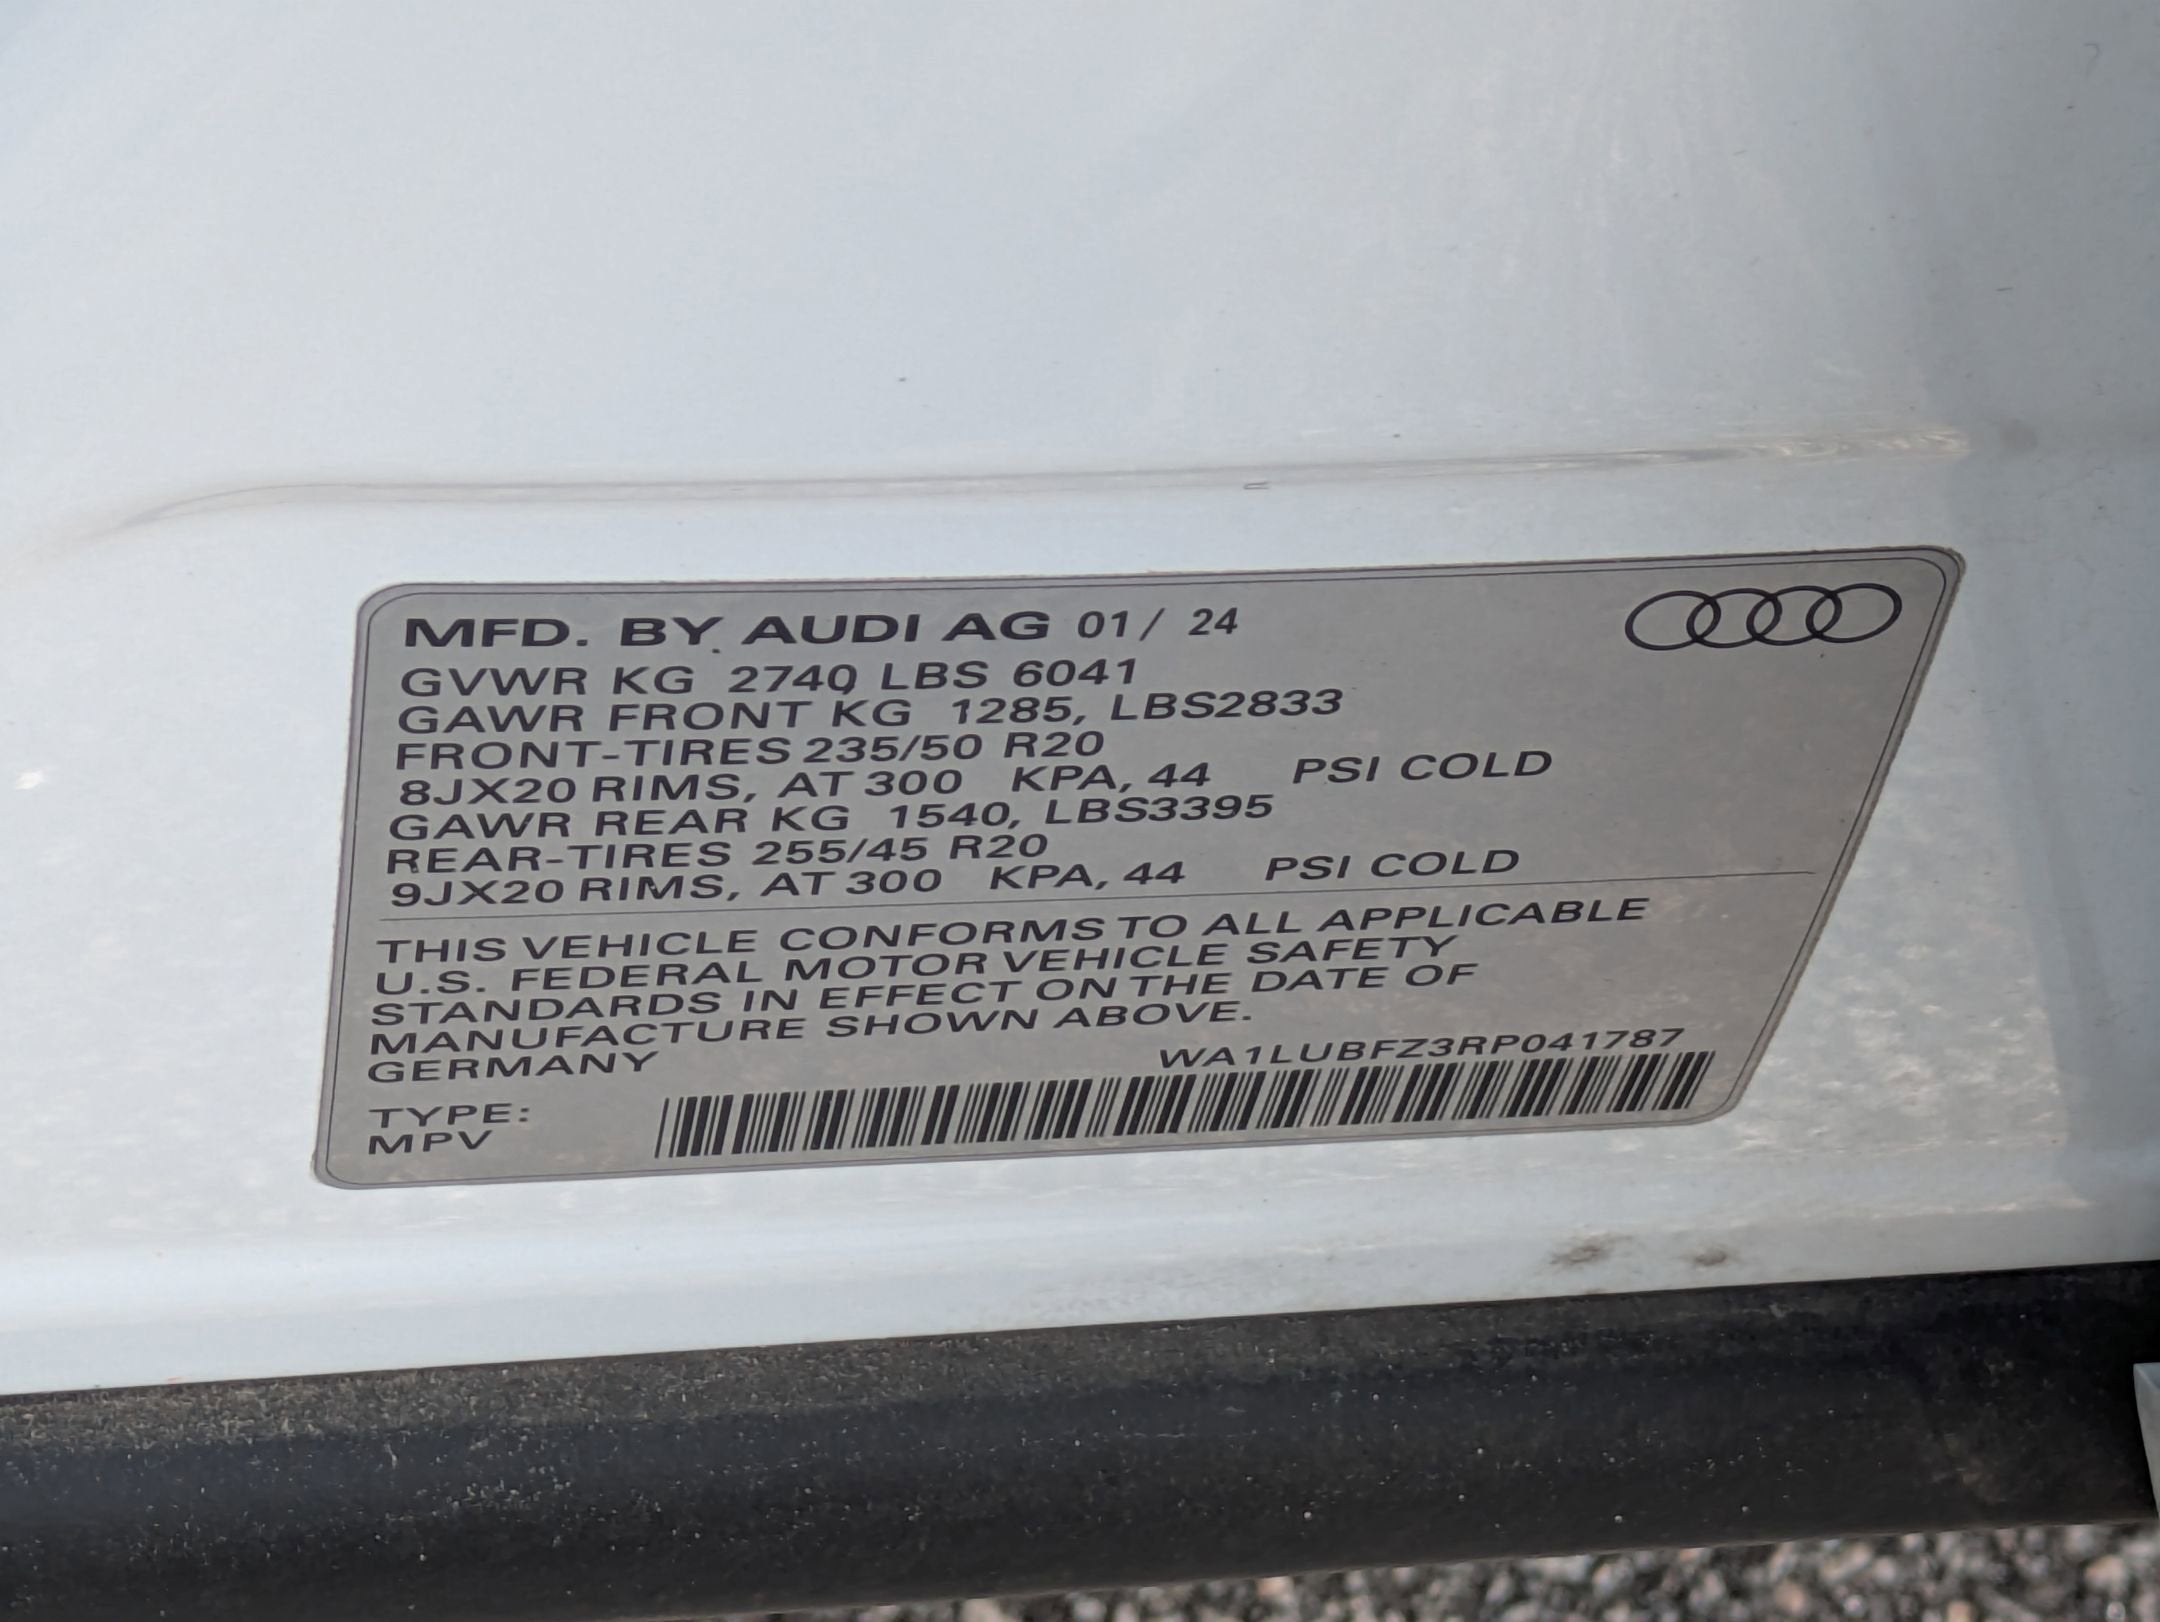 MFD. BY AUDI AG 01/ 24
GVWR KG 2740 LBS 6041
GAWR FRONT KG 1285, LBS2833
FRONT-TIRES 235/50 R20
8JX20 RIMS, AT 300 KPA, 44 PSI COLD
GAWR REAR KG 1540, LBS3395
REAR-TIRES 255/45 R20
9JX20 RIMS, AT 300 KPA, 44 PSI COLD
THIS VEHICLE CONFORMS TO ALL APPLICABLE
U.S. FEDERAL MOTOR VEHICLE SAFETY
STANDARDS IN EFFECT ON THE DATE OF
MANUFACTURE SHOWN ABOVE.
GERMANY WA1LUBFZ3RP041787
TYPE:
MPV